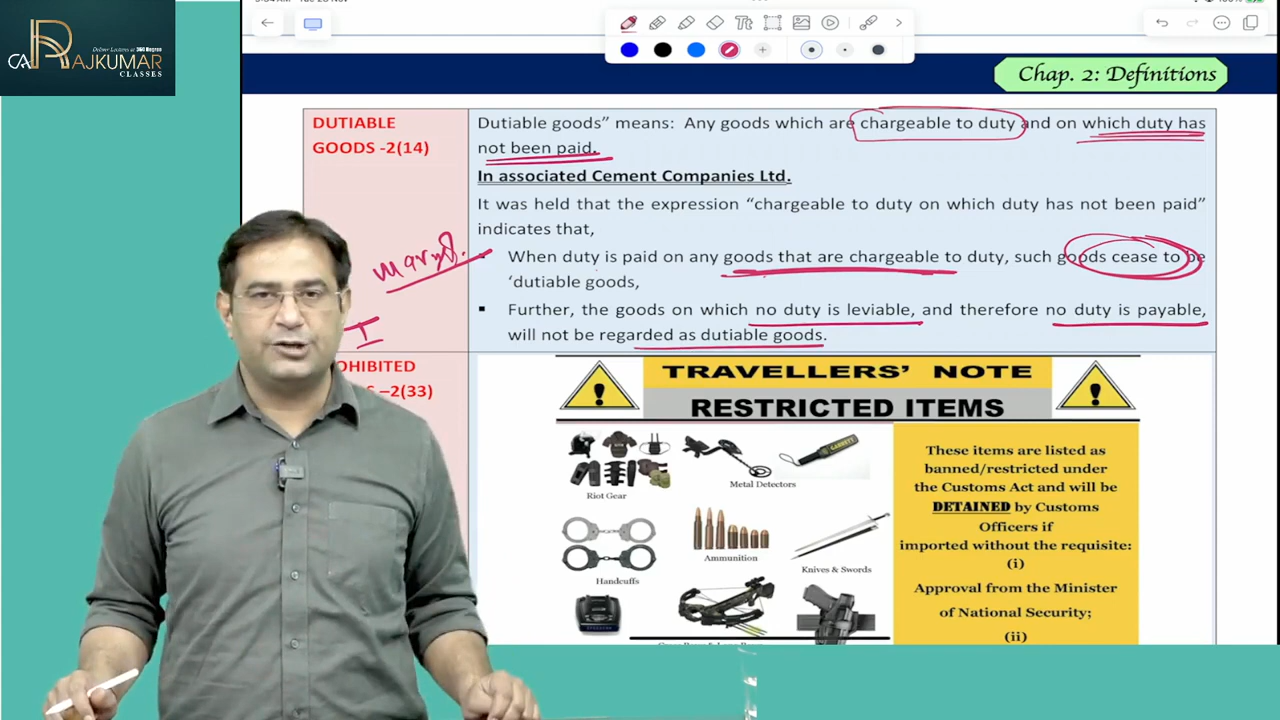 Deliver Lectures at 360 Degree
CA RAJKUMAR
CLASSES
Tt
Chap. 2: Definitions
DUTIABLE
GOODS -2(14)
Dutiable goods” means: Any goods which are chargeable to duty and on which duty has
not been paid.
In associated Cement Companies Ltd.
It was held that the expression “chargeable to duty on which duty has not been paid”
indicates that,
When duty is paid on any goods that are chargeable to duty, such goods cease to be
‘dutiable goods,
▪ Further, the goods on which no duty is leviable, and therefore no duty is payable,
will not be regarded as dutiable goods.
I
OHIBITED
S –2(33)
TRAVELLERS' NOTE
RESTRICTED ITEMS
Riot Gear
Metal Detectors
GARRETT
Handcuffs
Ammunition
Knives & Swords
These items are listed as
banned/restricted under
the Customs Act and will be
DETAINED by Customs
Officers if
imported without the requisite:
(i)
Approval from the Minister
of National Security;
(ii)